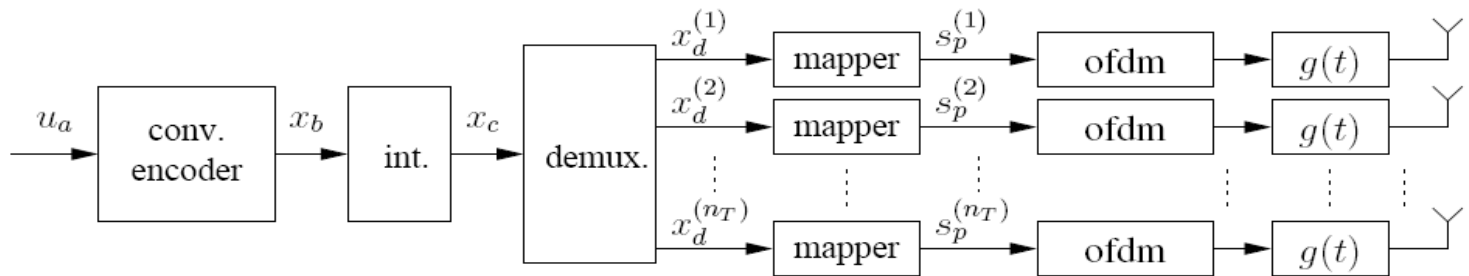 u_a
conv.
encoder
x_b
int.
x_c
demux.
x_d^{(1)}
mapper
s_p^{(1)}
ofdm
g(t)
x_d^{(2)}
mapper
s_p^{(2)}
ofdm
g(t)
x_d^{(n_T)}
mapper
s_p^{(n_T)}
ofdm
g(t)